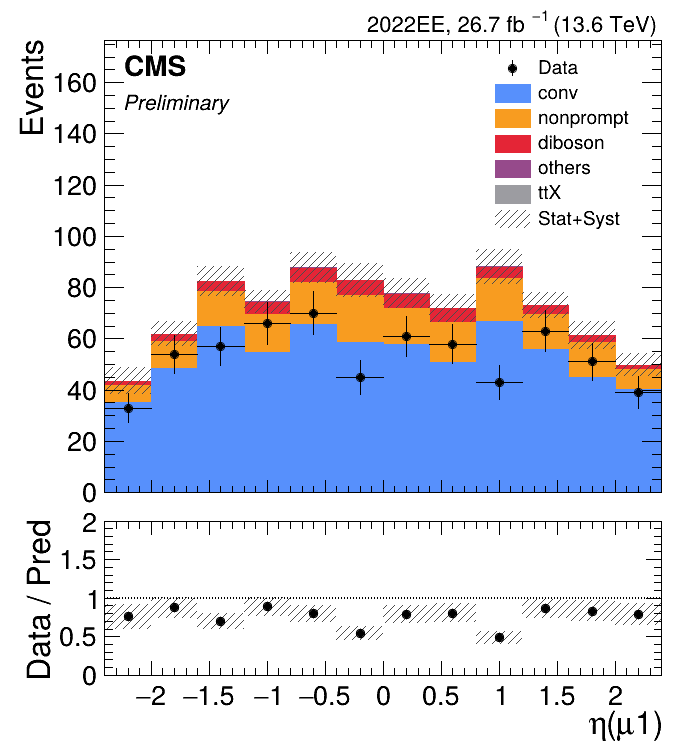 2022EE, 26.7 fb⁻¹ (13.6 TeV)
CMS
Preliminary
Events
160
140
120
100
80
60
40
20
0
Data
conv
nonprompt
diboson
others
ttX
Stat+Syst
Data / Pred
2
1.5
1
0.5
0
−2 −1.5 −1 −0.5 0 0.5 1 1.5 2
η(μ1)